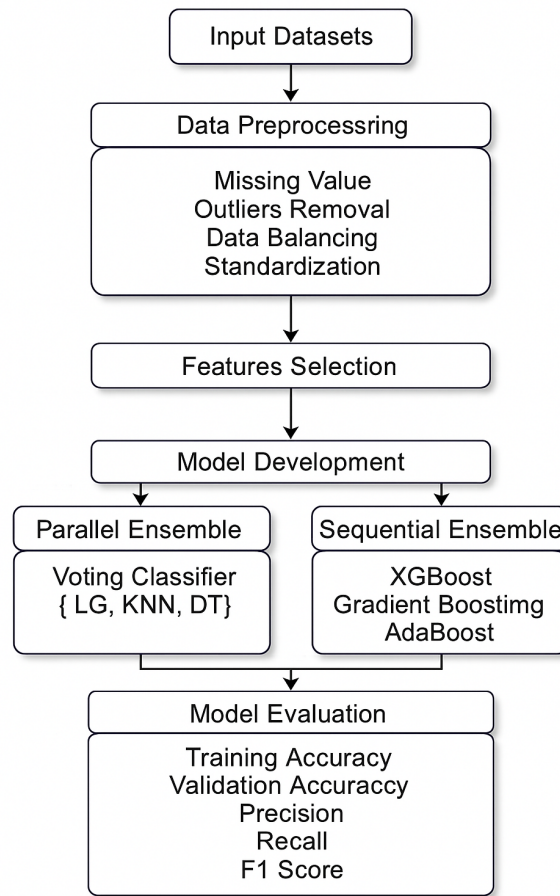 Input Datasets
Data Preprocessring
Missing Value
Outliers Removal
Data Balancing
Standardization
Features Selection
Model Development
Parallel Ensemble
Voting Classifier
{ LG, KNN, DT}
Sequential Ensemble
XGBoost
Gradient Boostimg
AdaBoost
Model Evaluation
Training Accuracy
Validation Accuraccy
Precision
Recall
F1 Score